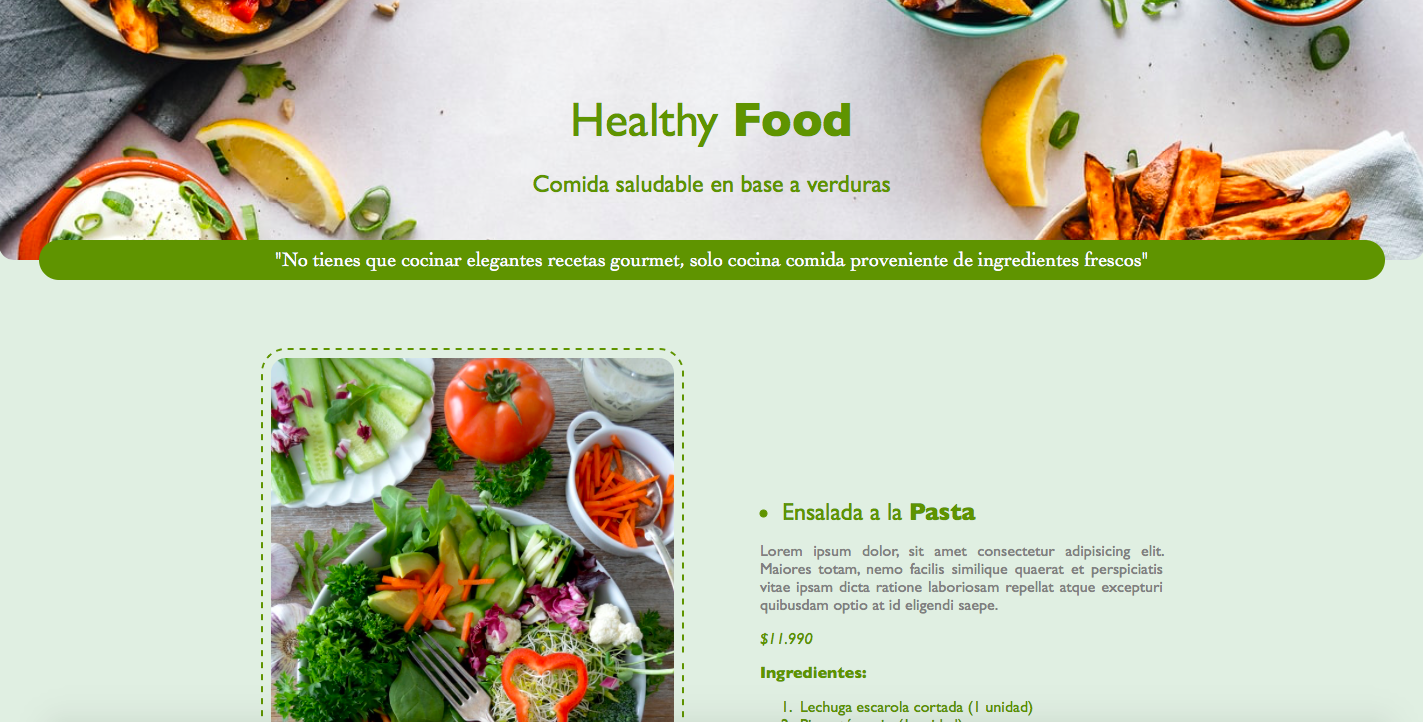 Healthy Food
Comida saludable en base a verduras
"No tienes que cocinar elegantes recetas gourmet, solo cocina comida proveniente de ingredientes frescos"
• Ensalada a la Pasta
Lorem ipsum dolor, sit amet consectetur adipisicing elit.
Maiores totam, nemo facilis similique quaerat et perspiciatis
vitae ipsam dicta ratione laboriosam repellat atque excepturi
quibusdam optio at id eligendi saepe.
$11.990
Ingredientes:
1. Lechuga escarola cortada (1 unidad)